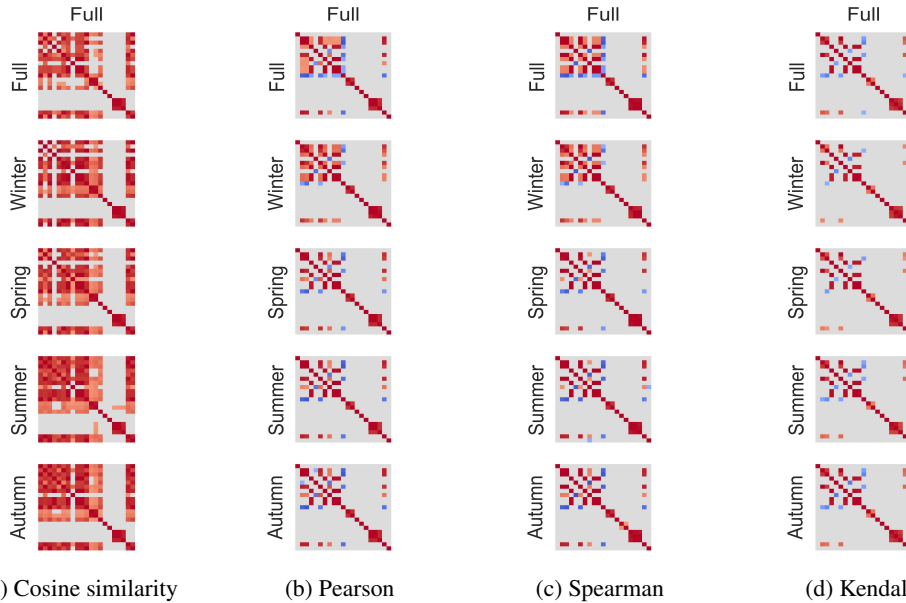 Full Full Full Full
Full Full Full Full
Winter Winter Winter Winter
Spring Spring Spring Spring
Summer Summer Summer Summer
Autumn Autumn Autumn Autumn
) Cosine similarity (b) Pearson (c) Spearman (d) Kendal